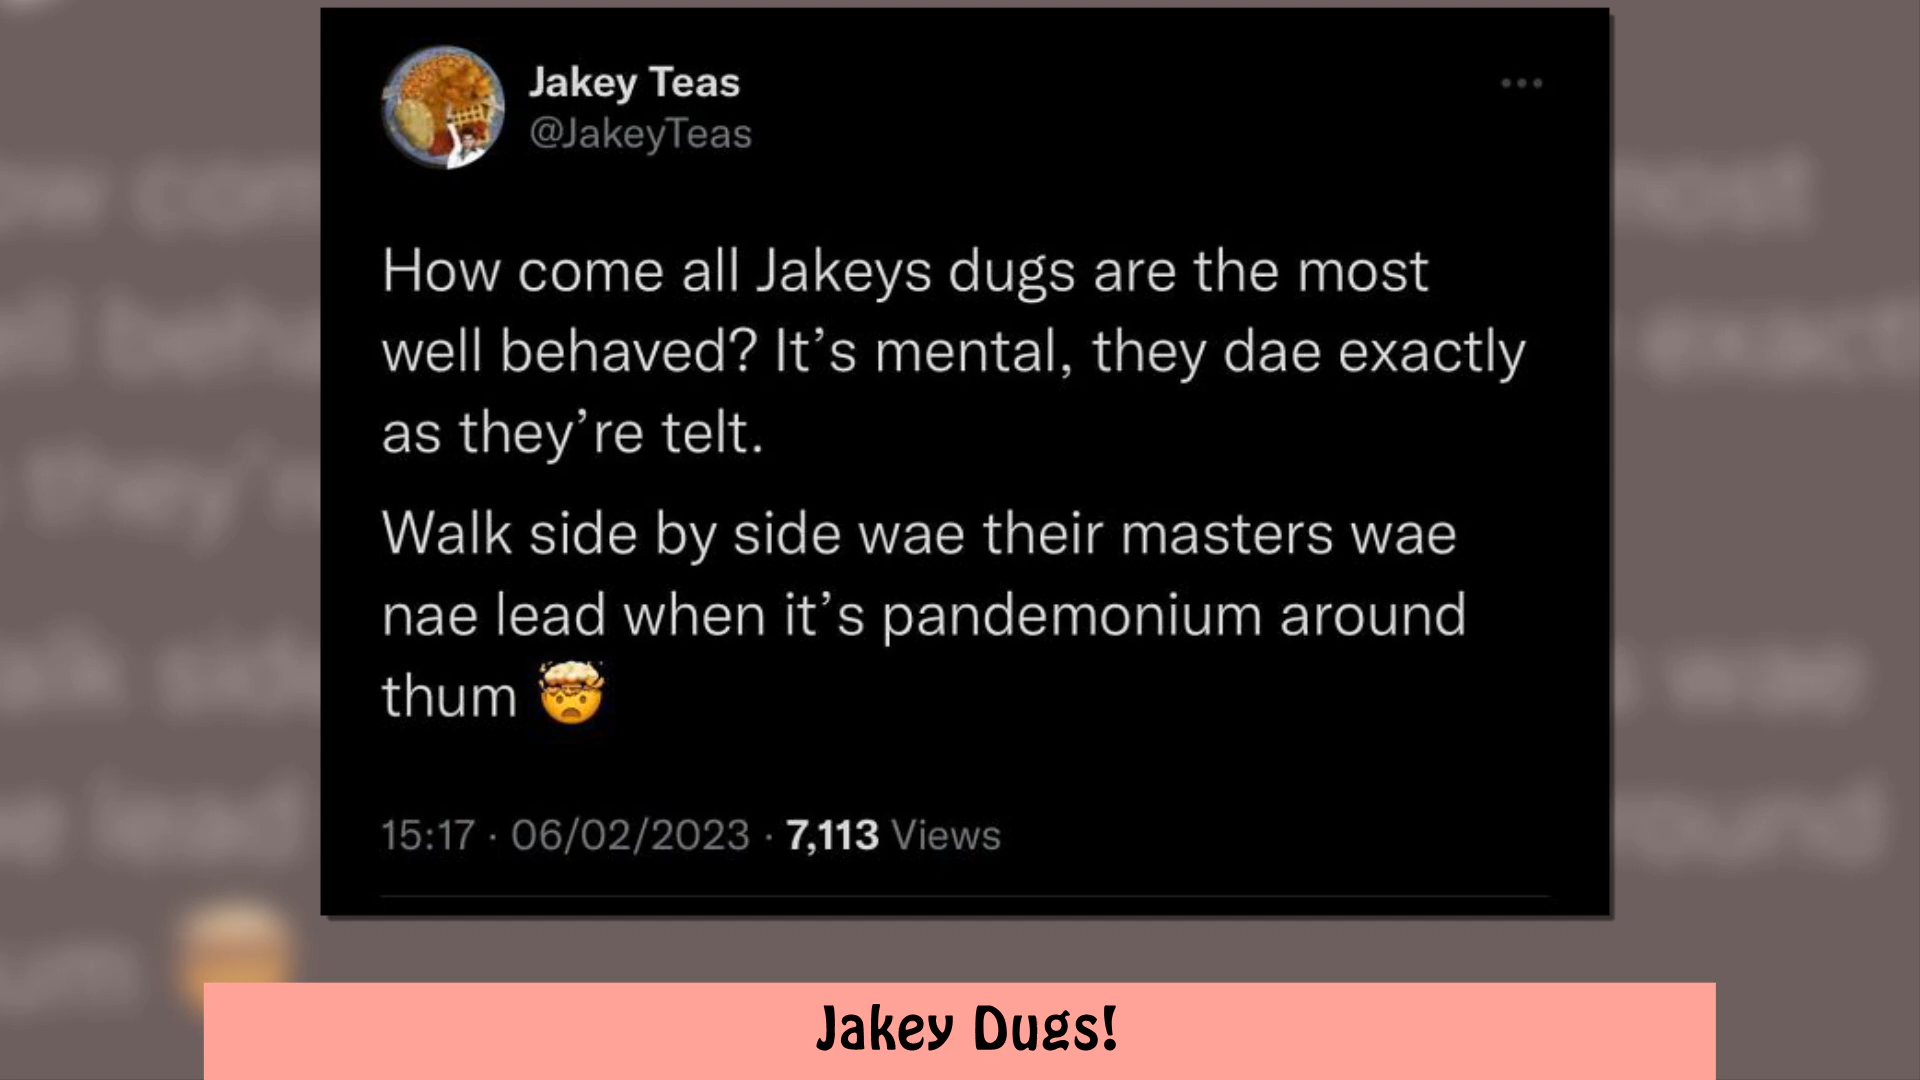 Jakey Teas
@JakeyTeas
How come all Jakeys dugs are the most
well behaved? It’s mental, they dae exactly
as they’re telt.
Walk side by side wae their masters wae
nae lead when it’s pandemonium around
thum 🤯
15:17 · 06/02/2023 · 7,113 Views
Jakey Dugs!